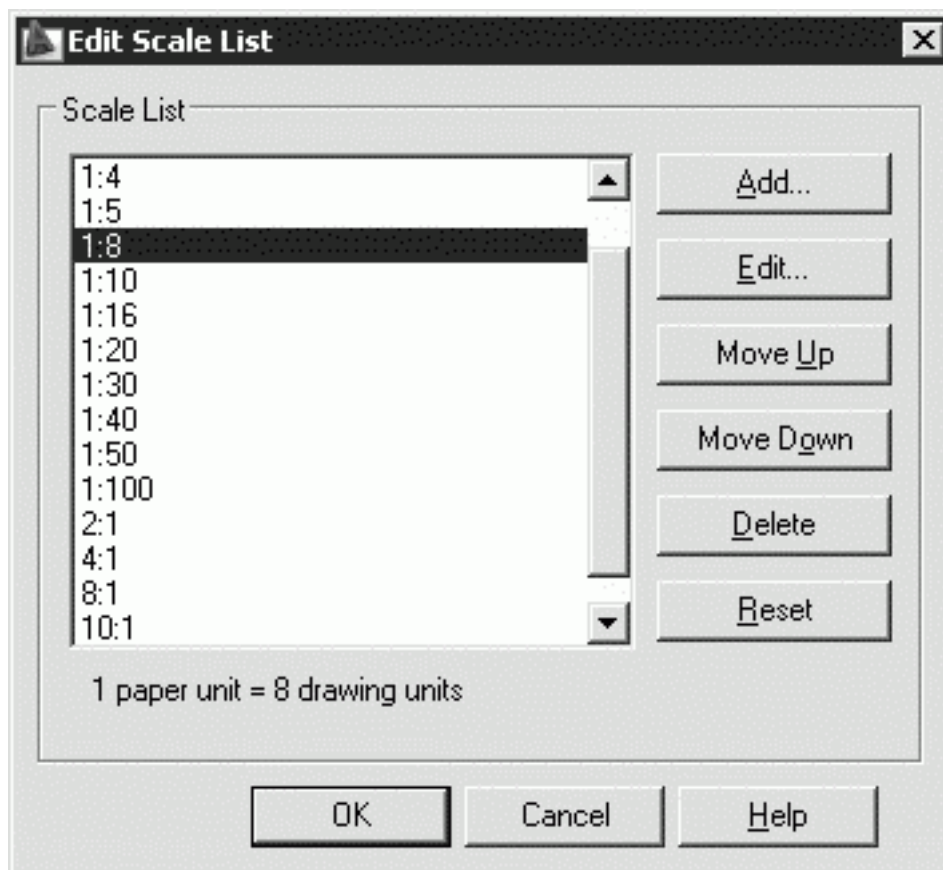 Edit Scale List
Scale List
1:4
1:5
1:8
1:10
1:16
1:20
1:30
1:40
1:50
1:100
2:1
4:1
8:1
10:1
Add...
Edit...
Move Up
Move Down
Delete
Reset
1 paper unit = 8 drawing units
OK
Cancel
Help